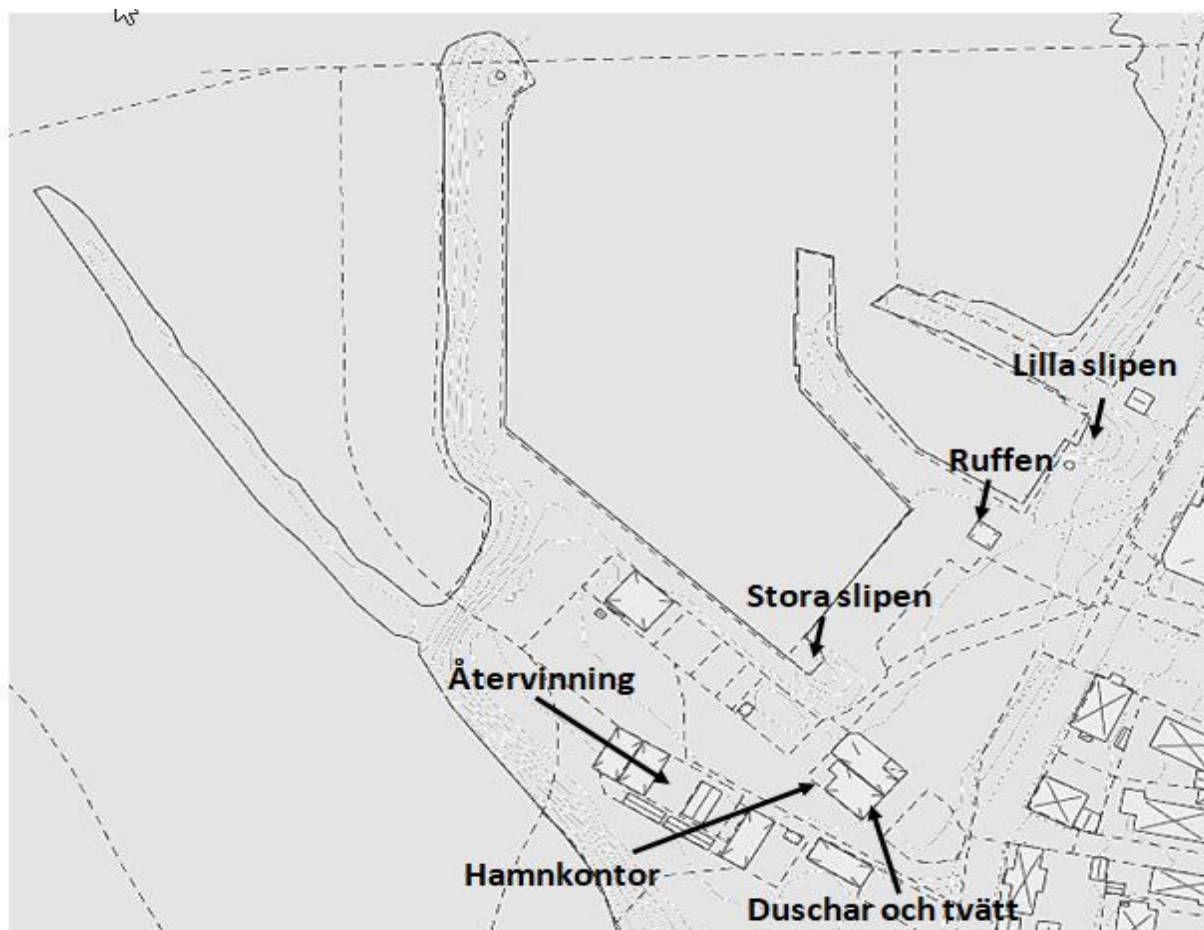 Lilla slipen
Ruffen
Stora slipen
Återvinning
Hamnkontor
Duschar och tvätt